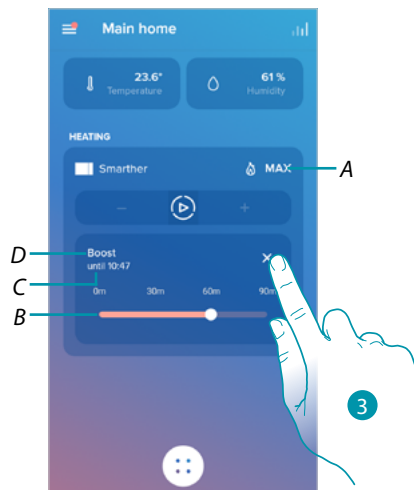 Main home
23.6°
Temperature
61 %
Humidity
HEATING
Smarther
MAX
A
D
Boost
until 10:47
C
0m 30m 60m 90m
B
3